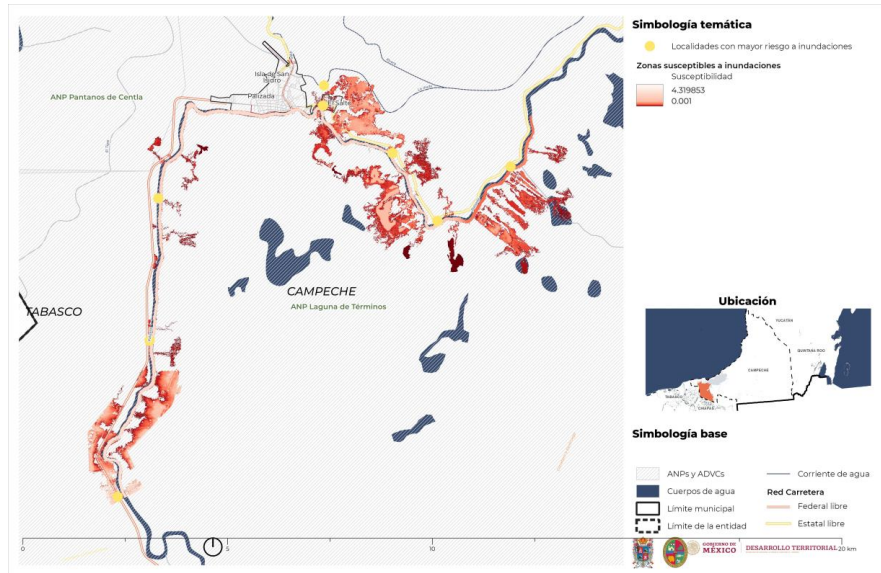 Simbología temática
Localidades con mayor riesgo a inundaciones
Zonas susceptibles a inundaciones
Susceptibilidad
4.319853
0.001
Isla de San
Isidro
Palizada
El Salte
ANP Pantanos de Centla
CAMPECHE
ANP Laguna de Términos
TABASCO
Ubicación
YUCATÁN
QUINTANA ROO
CAMPECHE
TABASCO
CHIAPAS
Simbología base
ANPs y ADVCs
Cuerpos de agua
Límite municipal
Límite de la entidad
Corriente de agua
Red Carretera
Federal libre
Estatal libre
0
5
10
20 km
GOBIERNO DE
MÉXICO
DESARROLLO TERRITORIAL